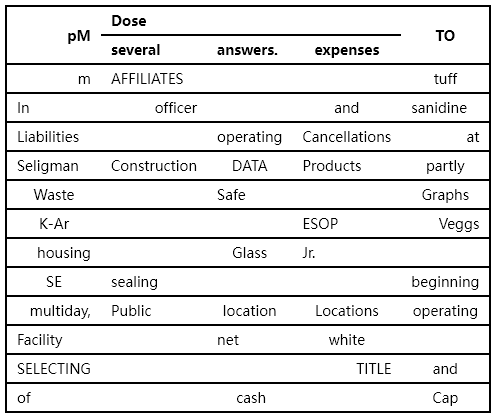 pM Dose TO
several answers. expenses
m AFFILIATES tuff
In officer and sanidine
Liabilities operating Cancellations at
Seligman Construction DATA Products partly
Waste Safe Graphs
K-Ar ESOP Veggs
housing Glass Jr.
SE sealing beginning
multiday, Public location Locations operating
Facility net white
SELECTING TITLE and
of cash Cap